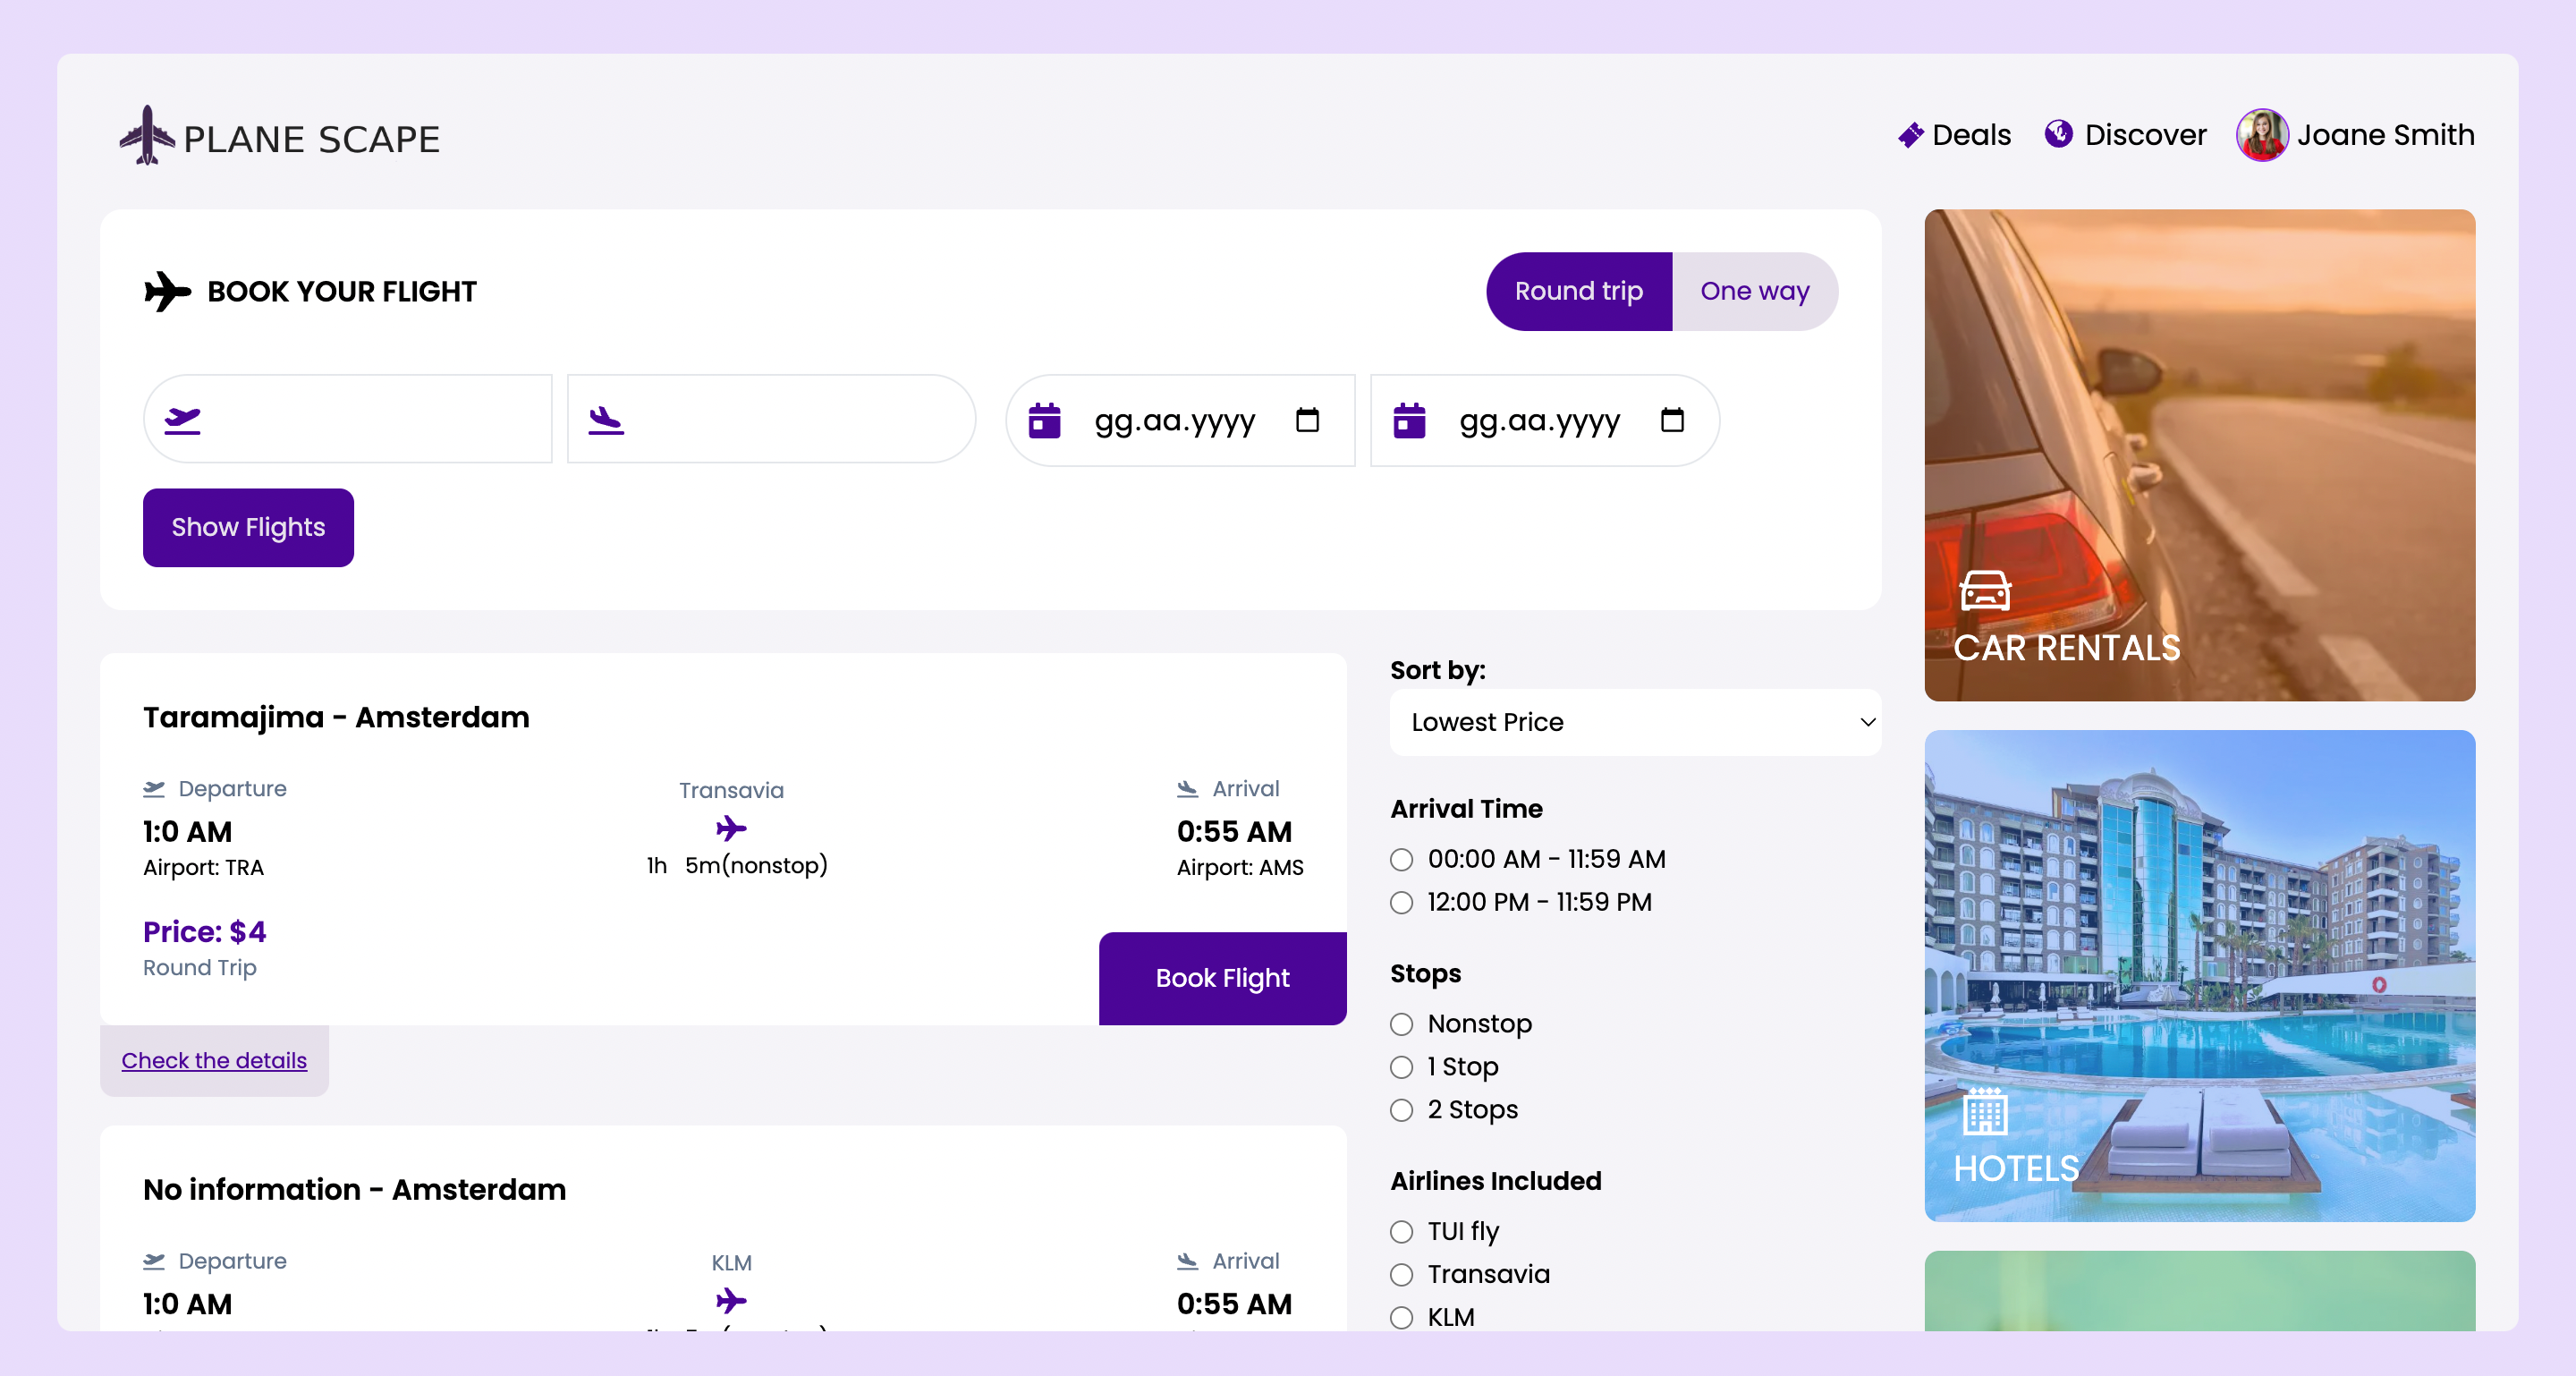 PLANE SCAPE
Deals
Discover
Joane Smith
BOOK YOUR FLIGHT
Round trip
One way
gg.aa.yyyy
gg.aa.yyyy
Show Flights
CAR RENTALS
Taramajima - Amsterdam
Departure
1:0 AM
Airport: TRA
Transavia
1h 5m(nonstop)
Arrival
0:55 AM
Airport: AMS
Price: $4
Round Trip
Book Flight
Check the details
No information - Amsterdam
Departure
1:0 AM
KLM
Arrival
0:55 AM
Sort by:
Lowest Price
Arrival Time
00:00 AM - 11:59 AM
12:00 PM - 11:59 PM
Stops
Nonstop
1 Stop
2 Stops
Airlines Included
TUI fly
Transavia
KLM
HOTELS